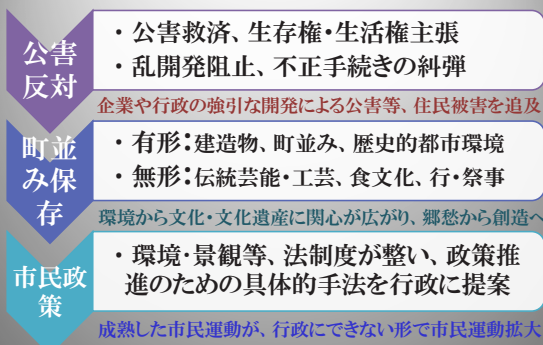 公害
反対
・公害救済、生存権・生活権主張
・乱開発阻止、不正手続きの糾弾
企業や行政の強引な開発による公害等、住民被害を追及
町並
み保
存
・有形:建造物、町並み、歴史的都市環境
・無形:伝統芸能・工芸、食文化、行・祭事
環境から文化・文化遺産に関心が広がり、郷愁から創造へ
市民政
策
・環境・景観等、法制度が整い、政策推
進のための具体的手法を行政に提案
成熟した市民運動が、行政にできない形で市民運動拡大